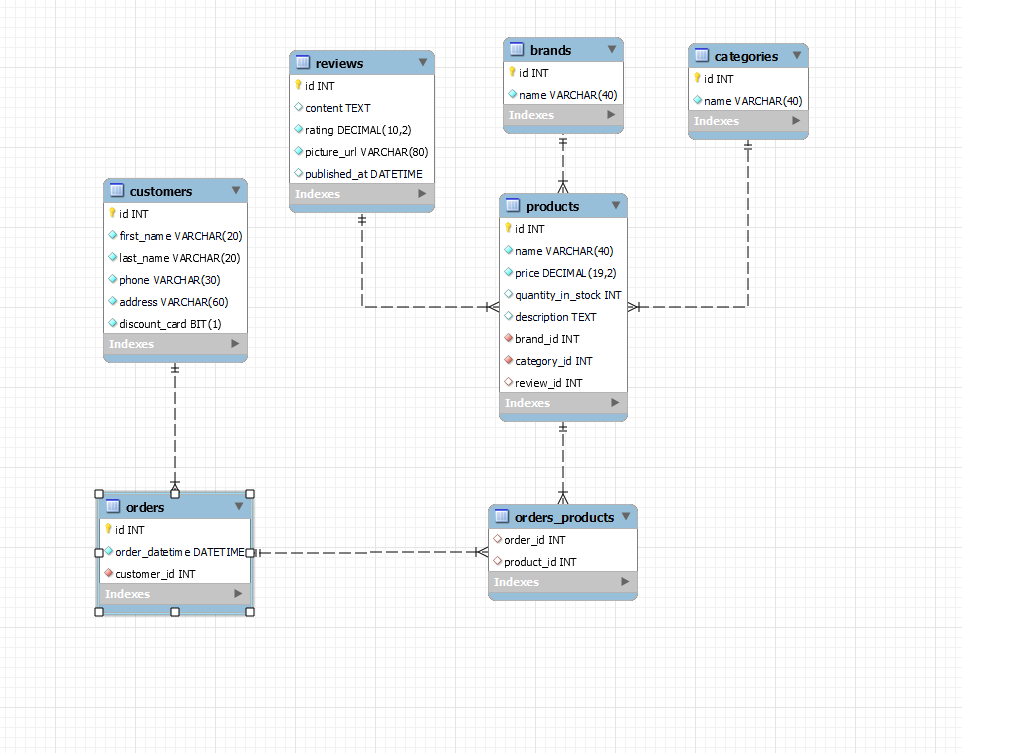 reviews
id INT
content TEXT
rating DECIMAL(10,2)
picture_url VARCHAR(80)
published_at DATETIME
Indexes
brands
id INT
name VARCHAR(40)
Indexes
categories
id INT
name VARCHAR(40)
Indexes
customers
id INT
first_name VARCHAR(20)
last_name VARCHAR(20)
phone VARCHAR(30)
address VARCHAR(60)
discount_card BIT(1)
Indexes
products
id INT
name VARCHAR(40)
price DECIMAL(19,2)
quantity_in_stock INT
description TEXT
brand_id INT
category_id INT
review_id INT
Indexes
orders
id INT
order_datetime DATETIME
customer_id INT
Indexes
orders_products
order_id INT
product_id INT
Indexes